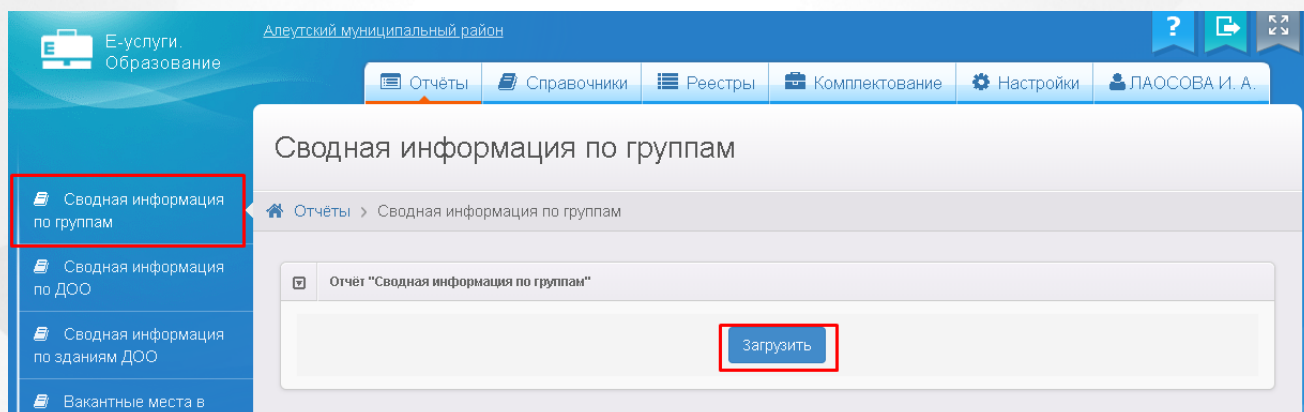 Е-услуги.
Образование
Алеутский муниципальный район
?
Отчёты
Справочники
Реестры
Комплектование
Настройки
ЛАОСОВА И. А.
Сводная информация по группам
Сводная информация
по группам
Отчёты > Сводная информация по группам
Сводная информация
по ДОО
Отчёт "Сводная информация по группам"
Сводная информация
по зданиям ДОО
Загрузить
Вакантные места в